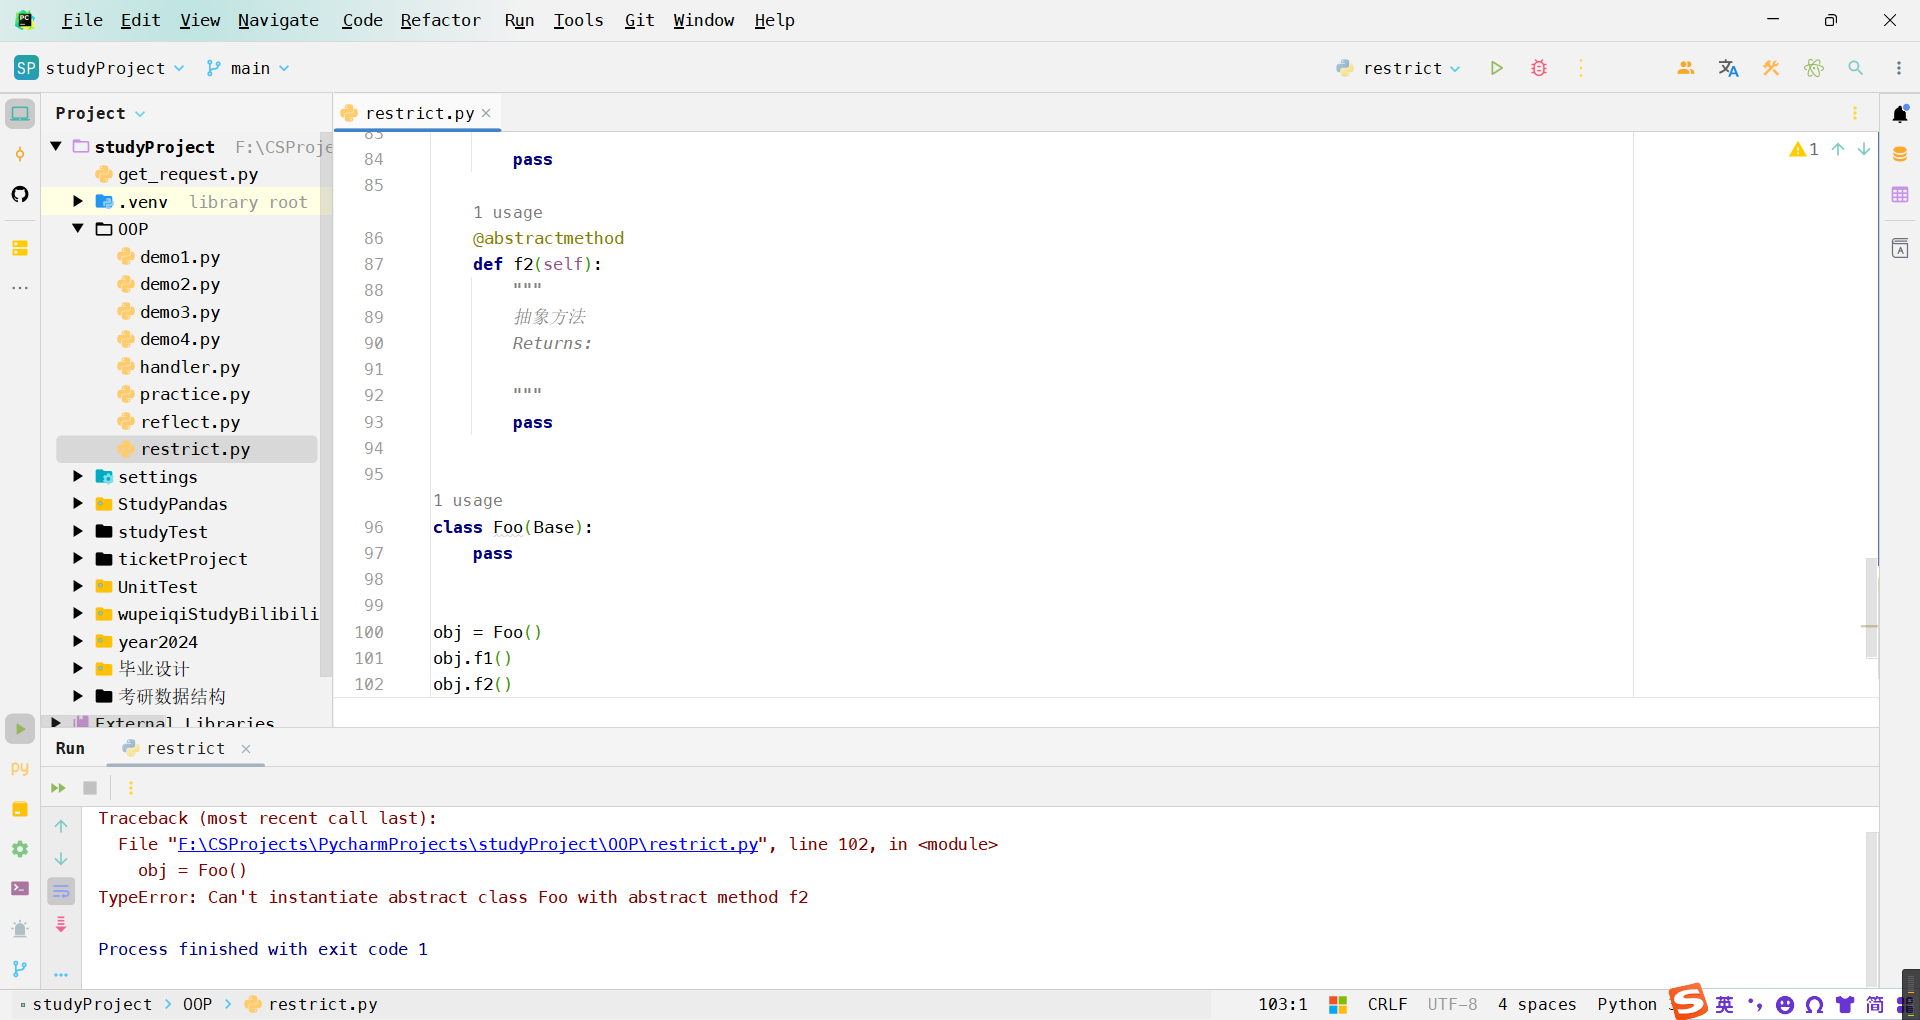 File Edit View Navigate Code Refactor Run Tools Git Window Help
SP studyProject main restrict
Project
restrict.py
studyProject F:\CSProje
get_request.py
.venv library root
OOP
demo1.py
demo2.py
demo3.py
demo4.py
handler.py
practice.py
reflect.py
restrict.py
settings
StudyPandas
studyTest
ticketProject
UnitTest
wupeiqiStudyBilibili
year2024
毕业设计
考研数据结构
External Libraries
83
84 pass
85
1 usage
86 @abstractmethod
87 def f2(self):
88 """
89 抽象方法
90 Returns:
91
92 """
93 pass
94
95
1 usage
96 class Foo(Base):
97 pass
98
99
100 obj = Foo()
101 obj.f1()
102 obj.f2()
1
Run restrict
Traceback (most recent call last):
File "F:\CSProjects\PycharmProjects\studyProject\OOP\restrict.py", line 102, in <module>
obj = Foo()
TypeError: Can't instantiate abstract class Foo with abstract method f2
Process finished with exit code 1
studyProject OOP restrict.py
103:1 CRLF UTF-8 4 spaces Python
英 简